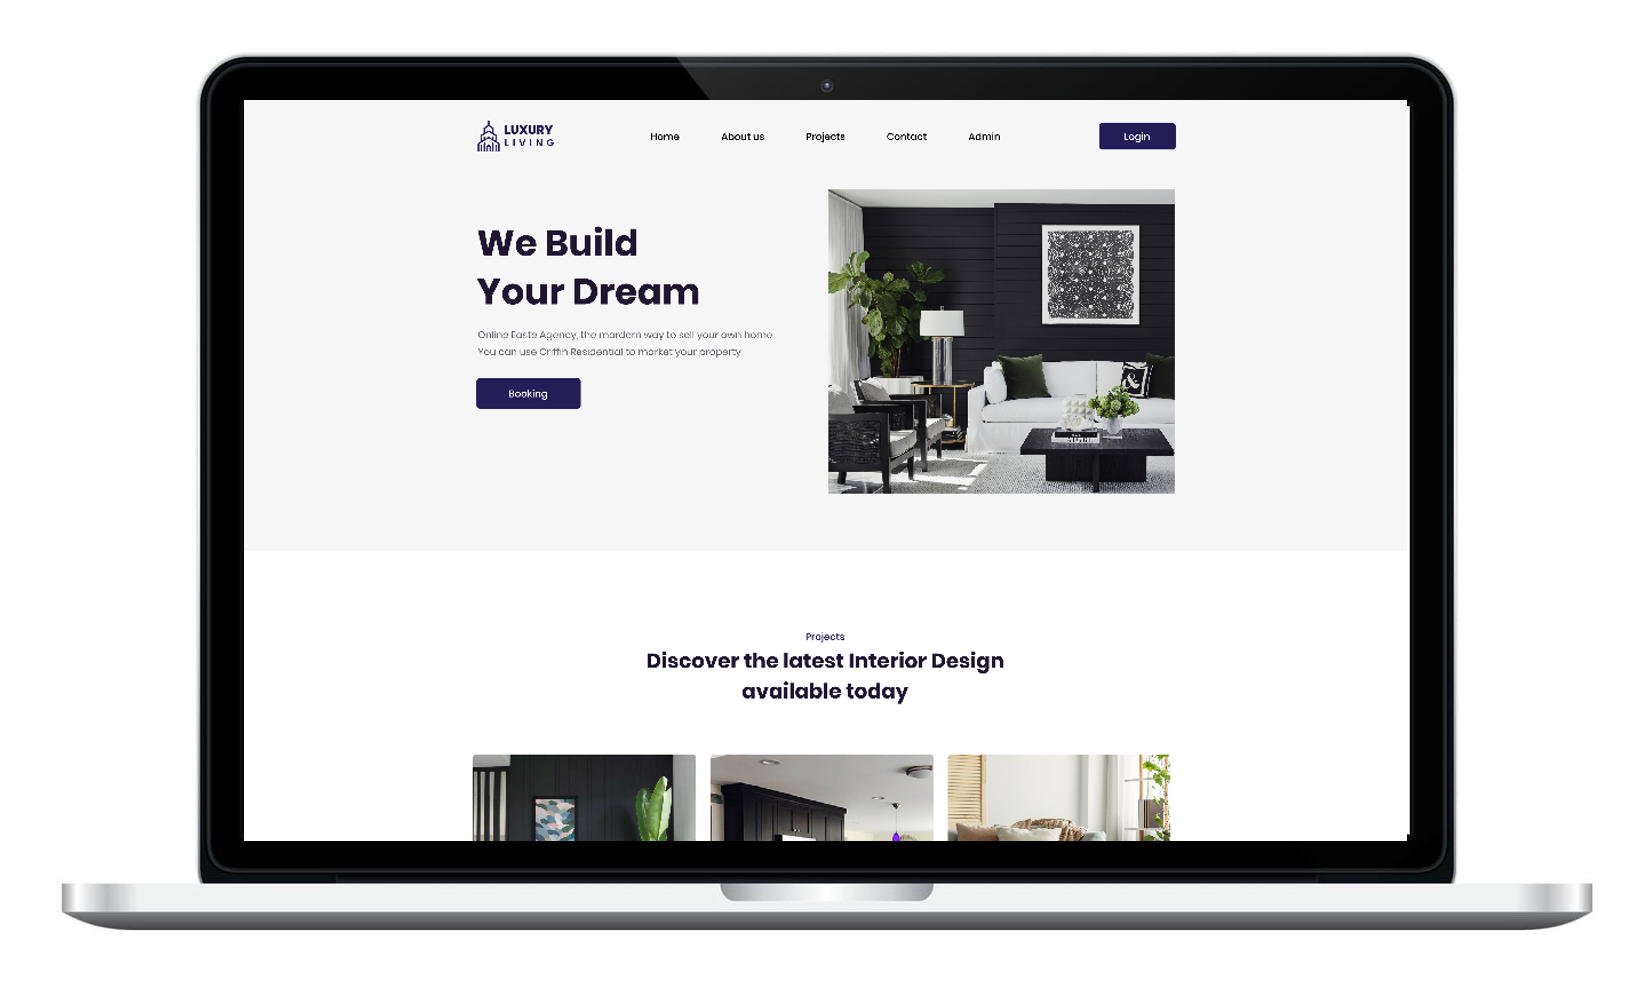 LUXURY
LIVING
Home
About us
Projects
Contact
Admin
Login
We Build
Your Dream
Online Easte Agency, the mordern way to sell your own home.
You can use Griffin Residential to market your property
Booking
&
Projects
Discover the latest Interior Design
available today